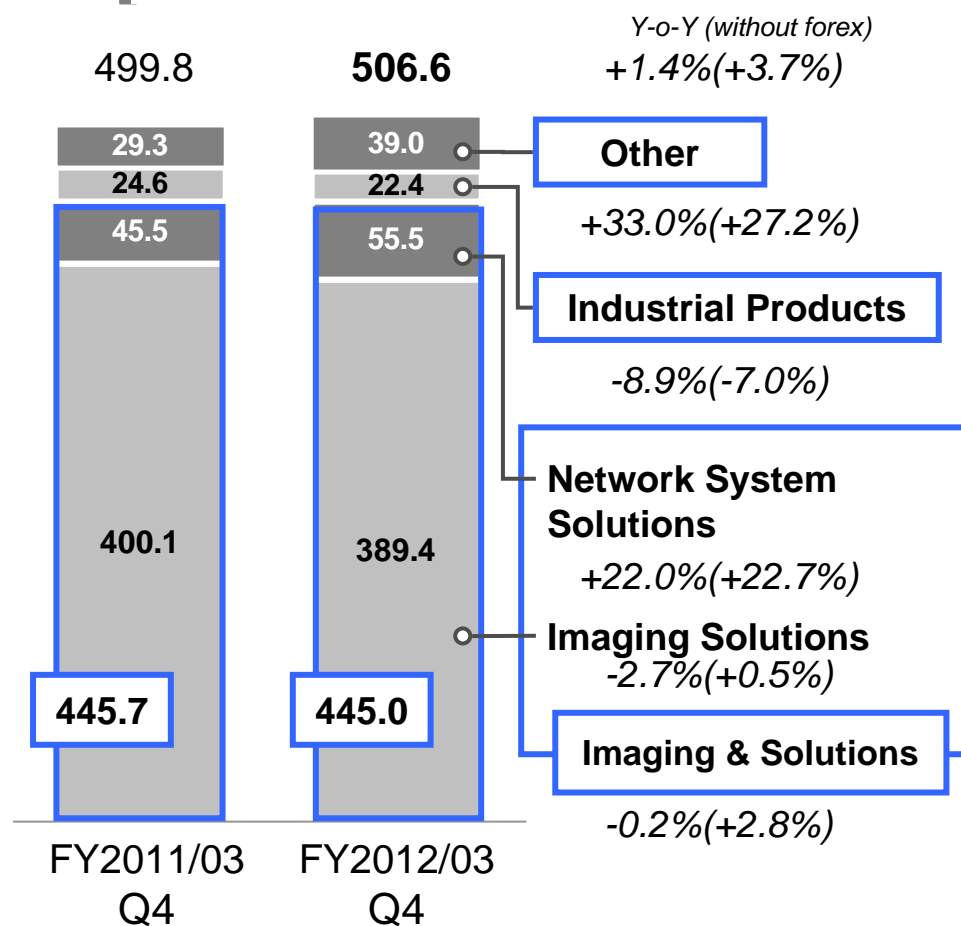 Y-o-Y (without forex)
499.8 506.6 +1.4%(+3.7%)
29.3 39.0 Other
24.6 22.4
+33.0%(+27.2%)
45.5 55.5
Industrial Products
-8.9%(-7.0%)
Network System
Solutions
400.1 389.4
+22.0%(+22.7%)
Imaging Solutions
-2.7%(+0.5%)
445.7 445.0
Imaging & Solutions
-0.2%(+2.8%)
FY2011/03 FY2012/03
Q4 Q4